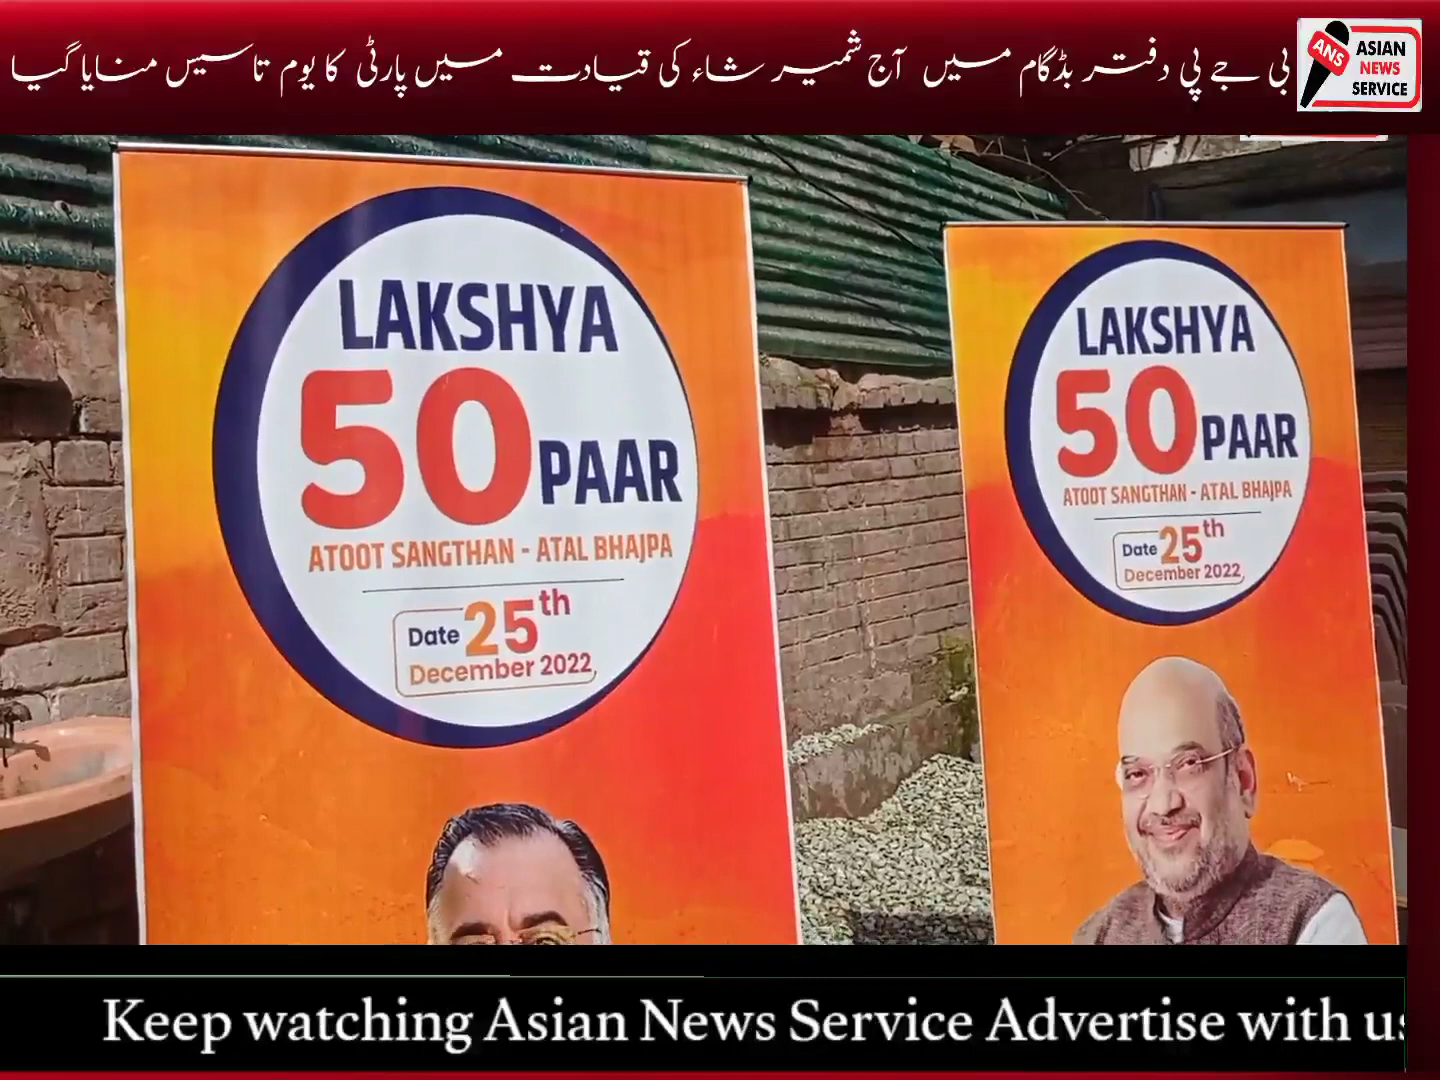 بی جے پی دفتر بڈگام میں آج شمیر شاء کی قیادت میں پارٹی کا یوم تاسیس منایا گیا
ANS
ASIAN
NEWS
SERVICE
LAKSHYA
50 PAAR
ATOOT SANGTHAN - ATAL BHAJPA
Date 25th
December 2022,
LAKSHYA
50 PAAR
ATOOT SANGTHAN - ATAL BHAJPA
Date 25th
December 2022,
Keep watching Asian News Service Advertise with us